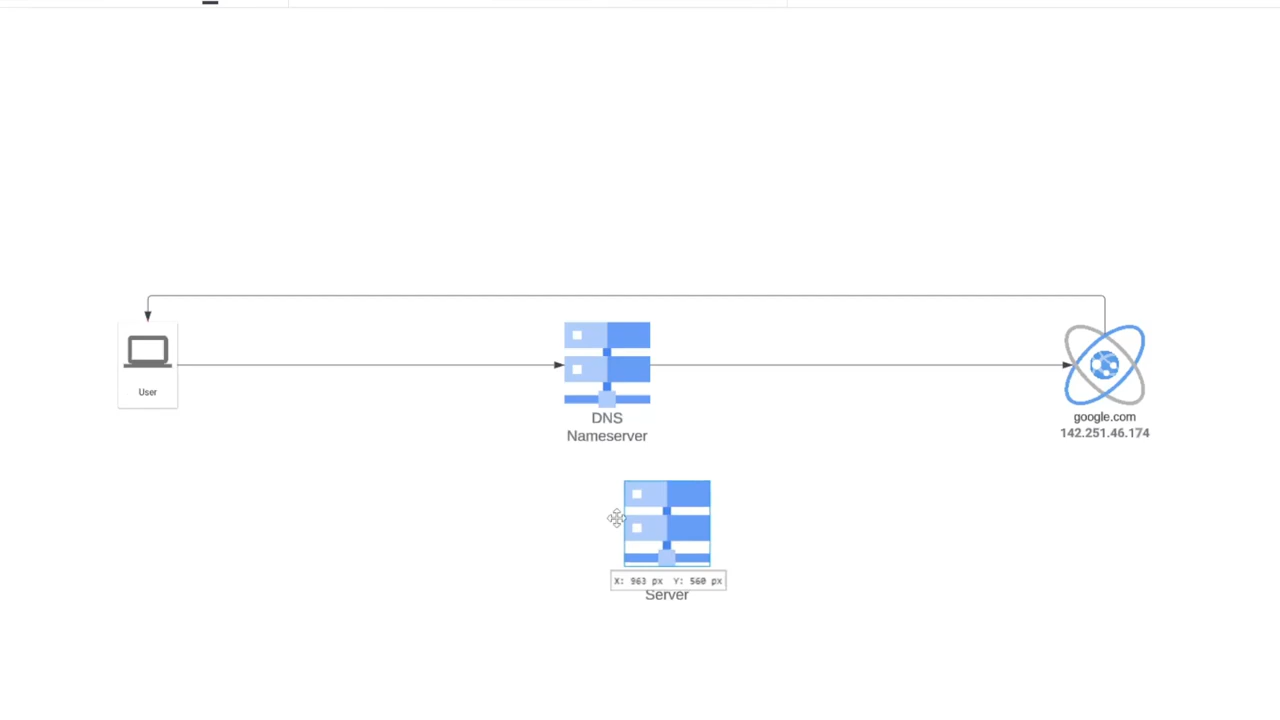 User
DNS
Nameserver
google.com
142.251.46.174
X: 963 px Y: 560 px
Server